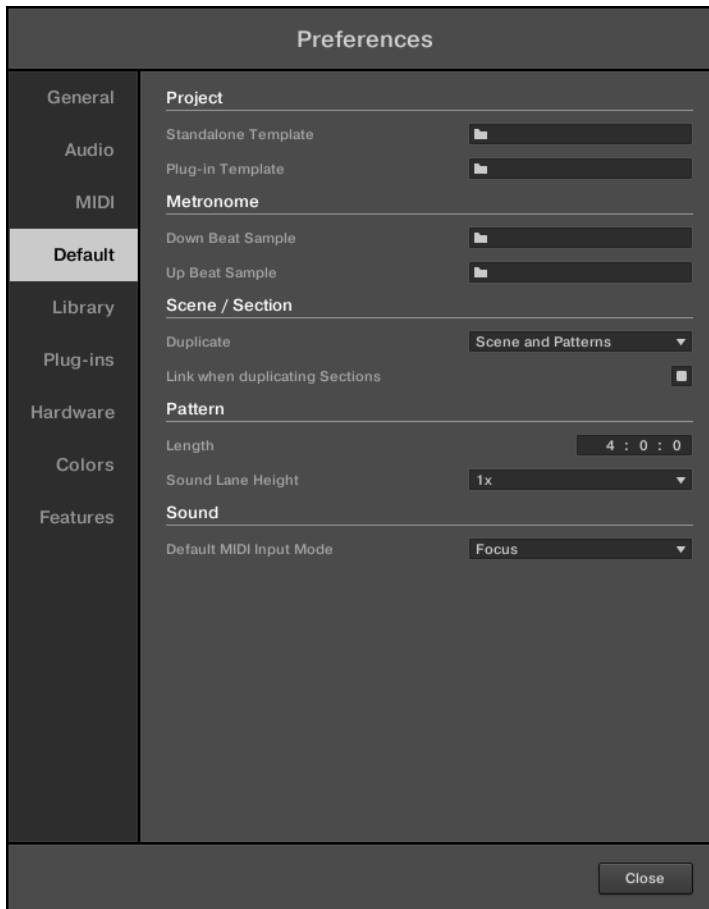 Preferences
General
Audio
MIDI
Default
Library
Plug-ins
Hardware
Colors
Features
Project
Standalone Template
Plug-in Template
Metronome
Down Beat Sample
Up Beat Sample
Scene / Section
Duplicate Scene and Patterns
Link when duplicating Sections
Pattern
Length 4 : 0 : 0
Sound Lane Height 1x
Sound
Default MIDI Input Mode Focus
Close